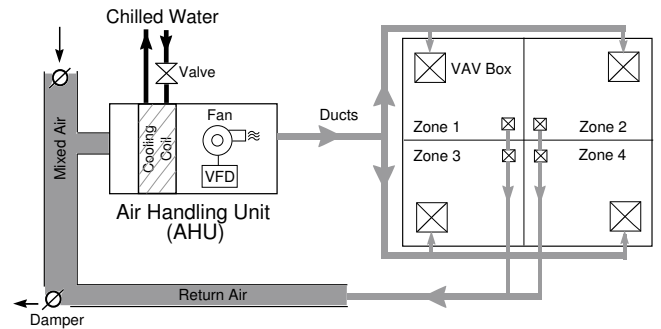 Chilled Water
Valve
VAV Box
Fan
Ducts
Mixed Air
Cooling
Coil
VFD
Zone 1
Zone 2
Zone 3
Zone 4
Air Handling Unit
(AHU)
Return Air
Damper